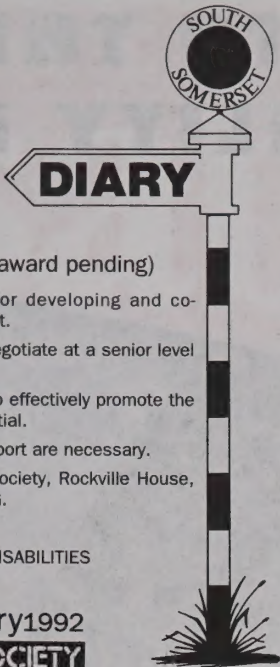 SOUTH
SOMERSET
DIARY
award pending)
or developing and co-
t.
egotiate at a senior level
o effectively promote the
tial.
port are necessary.
ociety, Rockville House,
ISABILITIES
ry1992
SOCIETY